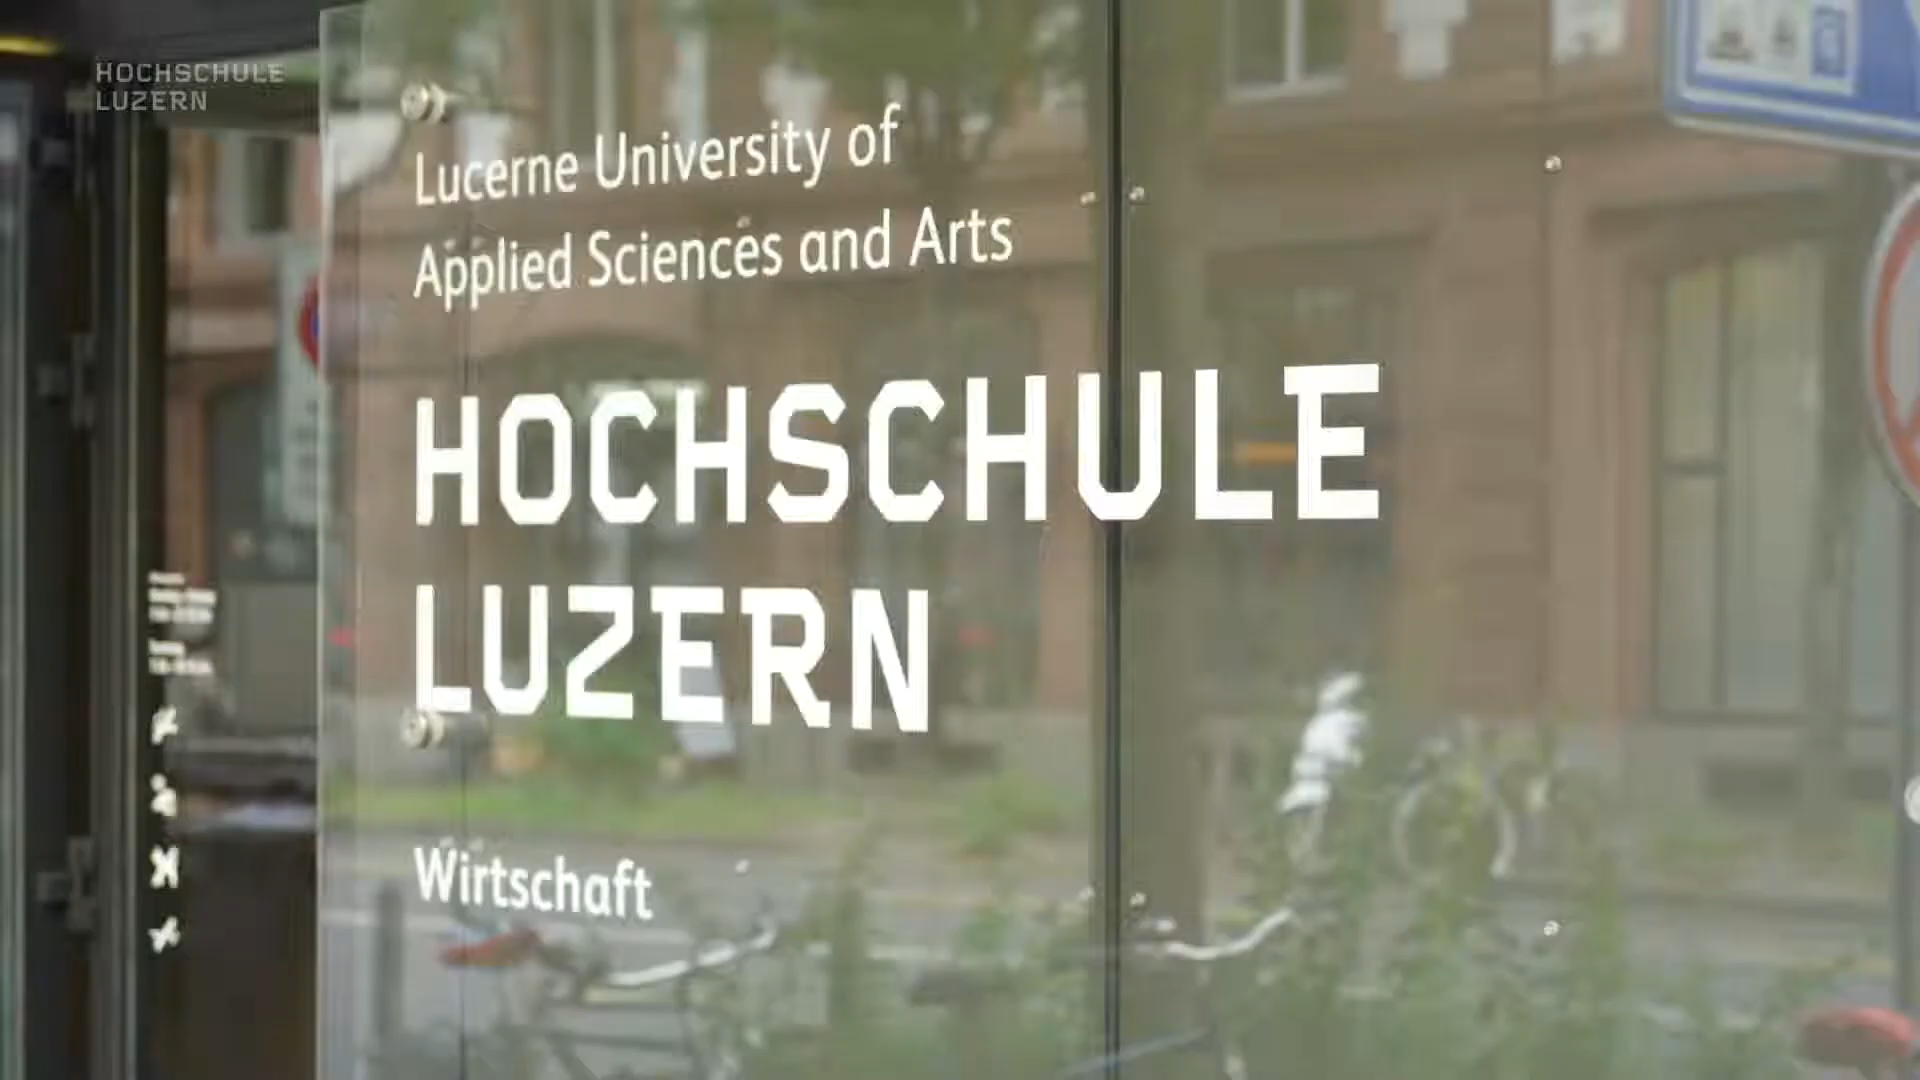 HOCHSCHULE
LUZERN
Lucerne University of
Applied Sciences and Arts
HOCHSCHULE
LUZERN
Wirtschaft